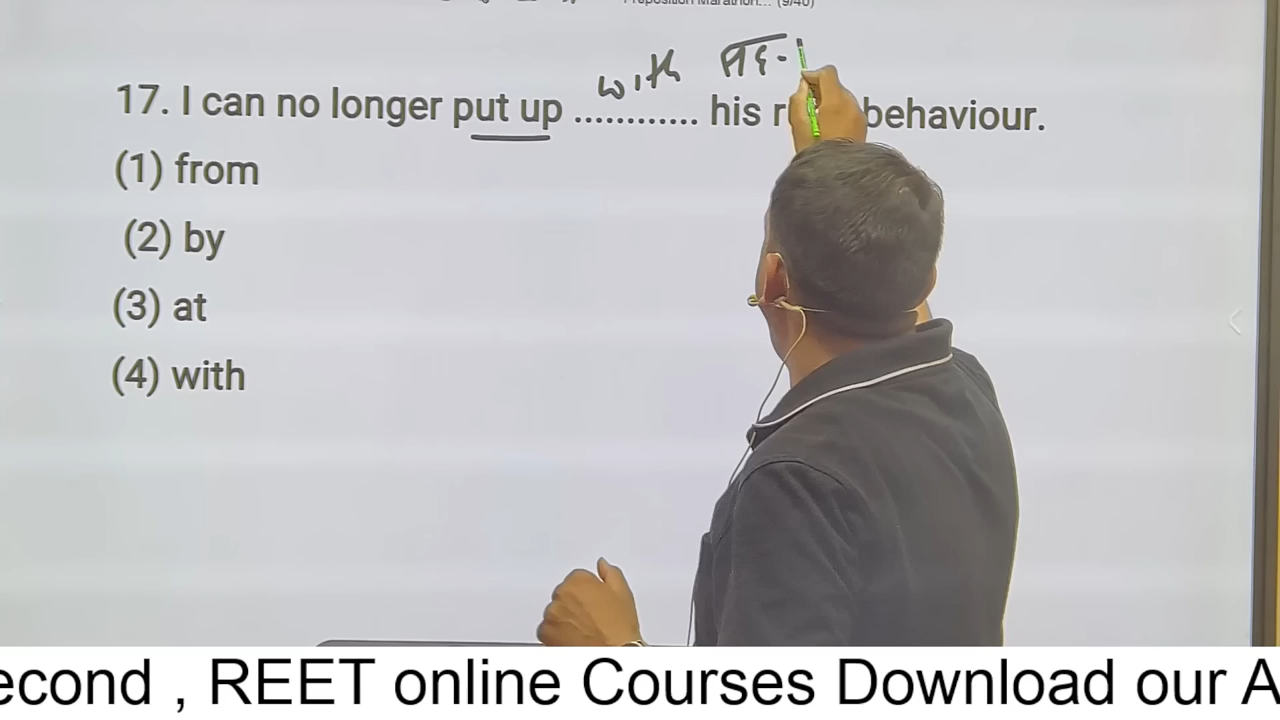 Preposition Marathon... (9/40)
with
17. I can no longer put up ............ his r behaviour.
(1) from
(2) by
(3) at
(4) with
econd , REET online Courses Download our A